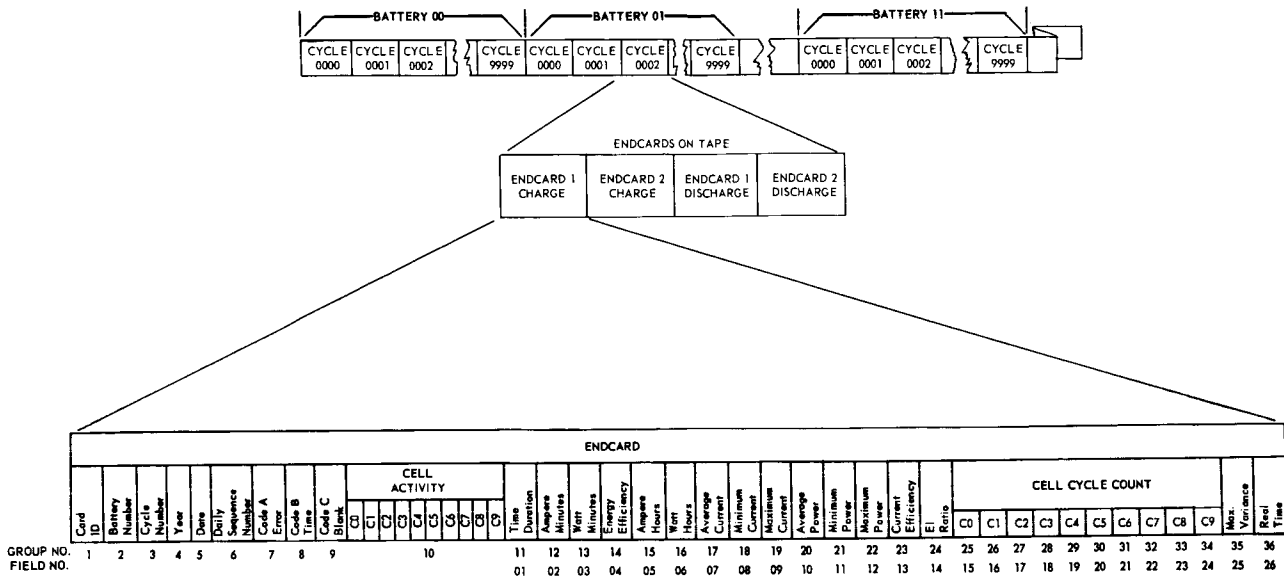 BATTERY 00 BATTERY 01 BATTERY 11
CYCLE 0000 CYCLE 0001 CYCLE 0002 CYCLE 9999 CYCLE 0000 CYCLE 0001 CYCLE 0002 CYCLE 9999 CYCLE 0000 CYCLE 0001 CYCLE 0002 CYCLE 9999
ENDCARDS ON TAPE
ENDCARD 1 CHARGE ENDCARD 2 CHARGE ENDCARD 1 DISCHARGE ENDCARD 2 DISCHARGE
ENDCARD
Card ID
Battery Number
Cycle Number
Year
Date
Daily Sequence Number
Code A Error
Code B Time
Code C Blank
CELL ACTIVITY
C0 C1 C2 C3 C4 C5 C6 C7 C8 C9
Time Duration
Ampere Minutes
Watt Minutes
Energy Efficiency
Ampere Hours
Watt Hours
Average Current
Minimum Current
Maximum Current
Average Power
Minimum Power
Maximum Power
Current Efficiency
EI Ratio
CELL CYCLE COUNT
C0 C1 C2 C3 C4 C5 C6 C7 C8 C9
Max. Variance
Real Time
GROUP NO. 1 2 3 4 5 6 7 8 9 10 11 12 13 14 15 16 17 18 19 20 21 22 23 24 25 26 27 28 29 30 31 32 33 34 35 36
FIELD NO. 01 02 03 04 05 06 07 08 09 10 11 12 13 14 15 16 17 18 19 20 21 22 23 24 25 26